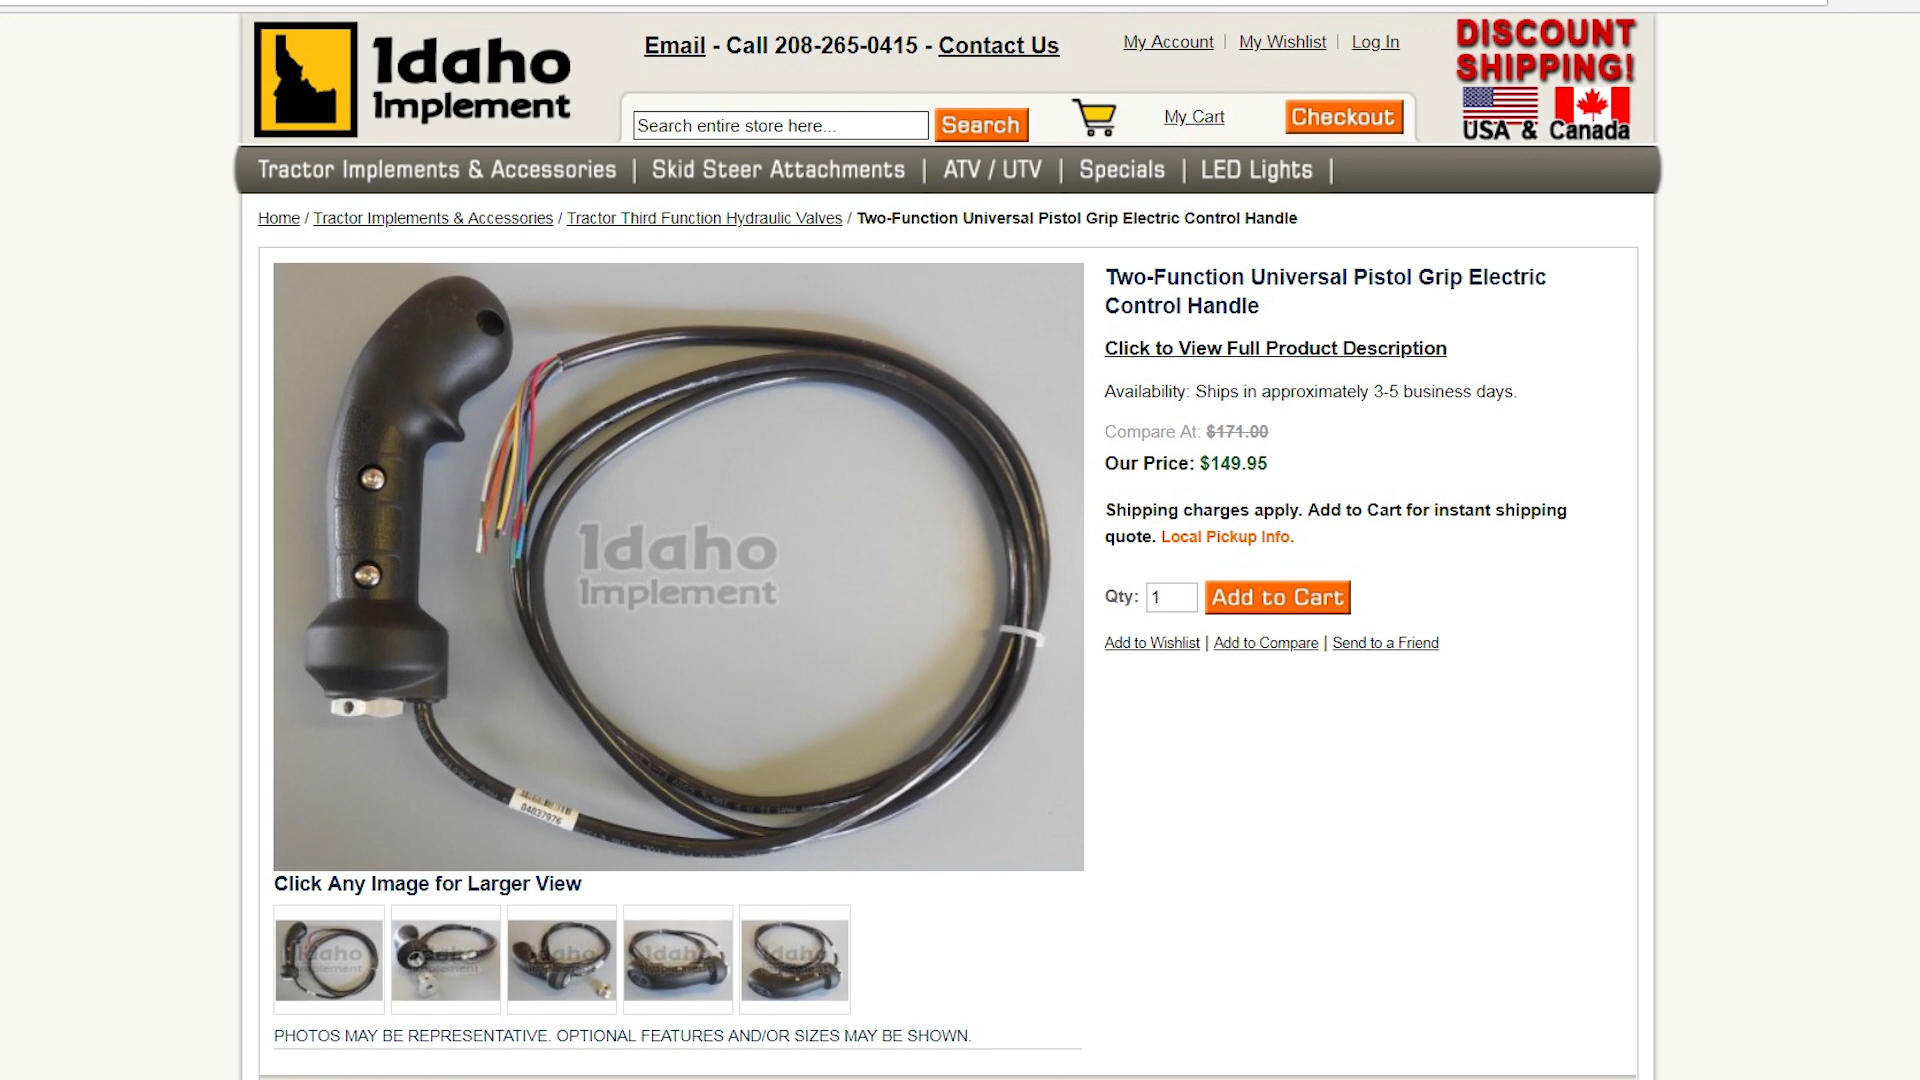 Idaho
Implement
Email - Call 208-265-0415 - Contact Us
My Account | My Wishlist | Log In
DISCOUNT
SHIPPING!
USA & Canada
Search entire store here...
Search
My Cart
Checkout
Tractor Implements & Accessories | Skid Steer Attachments | ATV / UTV | Specials | LED Lights |
Home / Tractor Implements & Accessories / Tractor Third Function Hydraulic Valves / Two-Function Universal Pistol Grip Electric Control Handle
Idaho
Implement
04037976
Two-Function Universal Pistol Grip Electric
Control Handle
Click to View Full Product Description
Availability: Ships in approximately 3-5 business days.
Compare At: $171.00
Our Price: $149.95
Shipping charges apply. Add to Cart for instant shipping
quote. Local Pickup Info.
Qty: 1 Add to Cart
Add to Wishlist | Add to Compare | Send to a Friend
Click Any Image for Larger View
PHOTOS MAY BE REPRESENTATIVE. OPTIONAL FEATURES AND/OR SIZES MAY BE SHOWN.